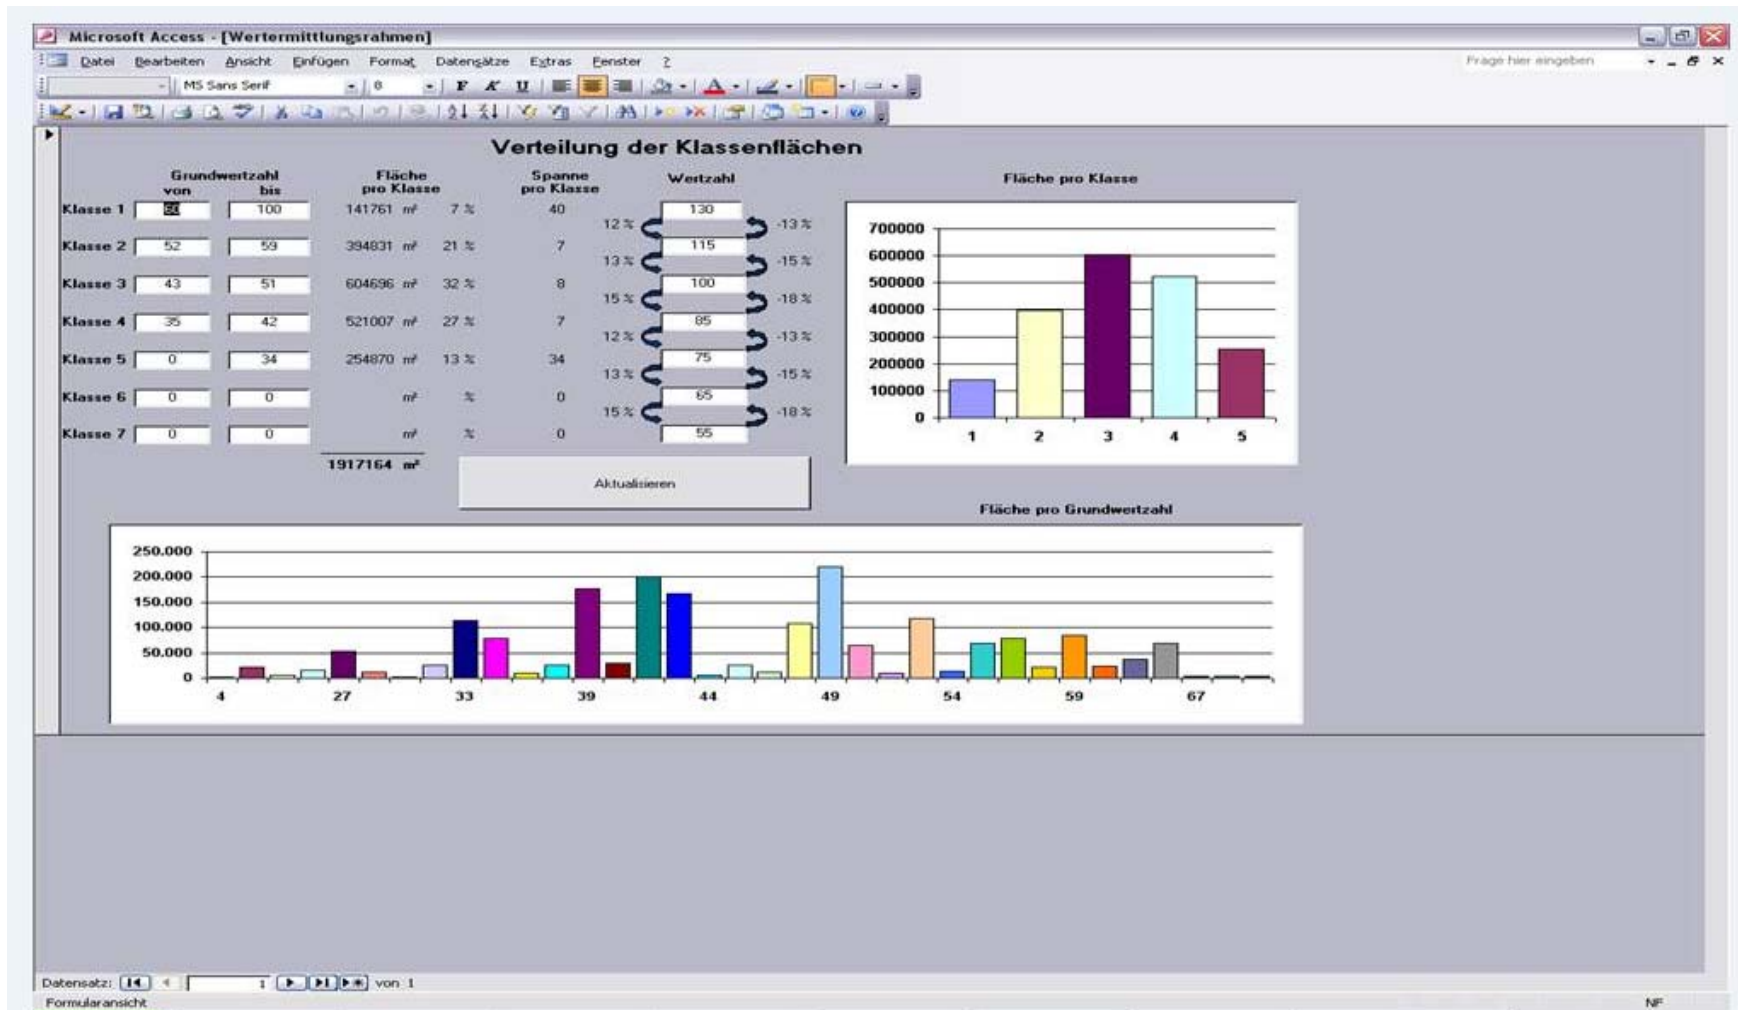 Microsoft Access - [Wertermittlungsrahmen]
Datei Bearbeiten Ansicht Einfügen Format Datensätze Extras Fenster ? Frage hier eingeben
MS Sans Serif 8 F K U
Verteilung der Klassenflächen
Grundwertzahl Fläche Spanne Wertzahl Fläche pro Klasse
von bis pro Klasse pro Klasse
Klasse 1 60 100 141761 m² 7 % 40 130
12 % -13 %
Klasse 2 52 59 394831 m² 21 % 7 115
13 % -15 %
Klasse 3 43 51 604696 m² 32 % 8 100
15 % -18 %
Klasse 4 35 42 521007 m² 27 % 7 85
12 % -13 %
Klasse 5 0 34 254870 m² 13 % 34 75
13 % -15 %
Klasse 6 0 0 m² % 0 65
15 % -18 %
Klasse 7 0 0 m² % 0 55
1917164 m²
Aktualisieren
700000
600000
500000
400000
300000
200000
100000
0
1 2 3 4 5
Fläche pro Grundwertzahl
250.000
200.000
150.000
100.000
50.000
0
4 27 33 39 44 49 54 59 67
Datensatz: 1 von 1
Formularansicht NF